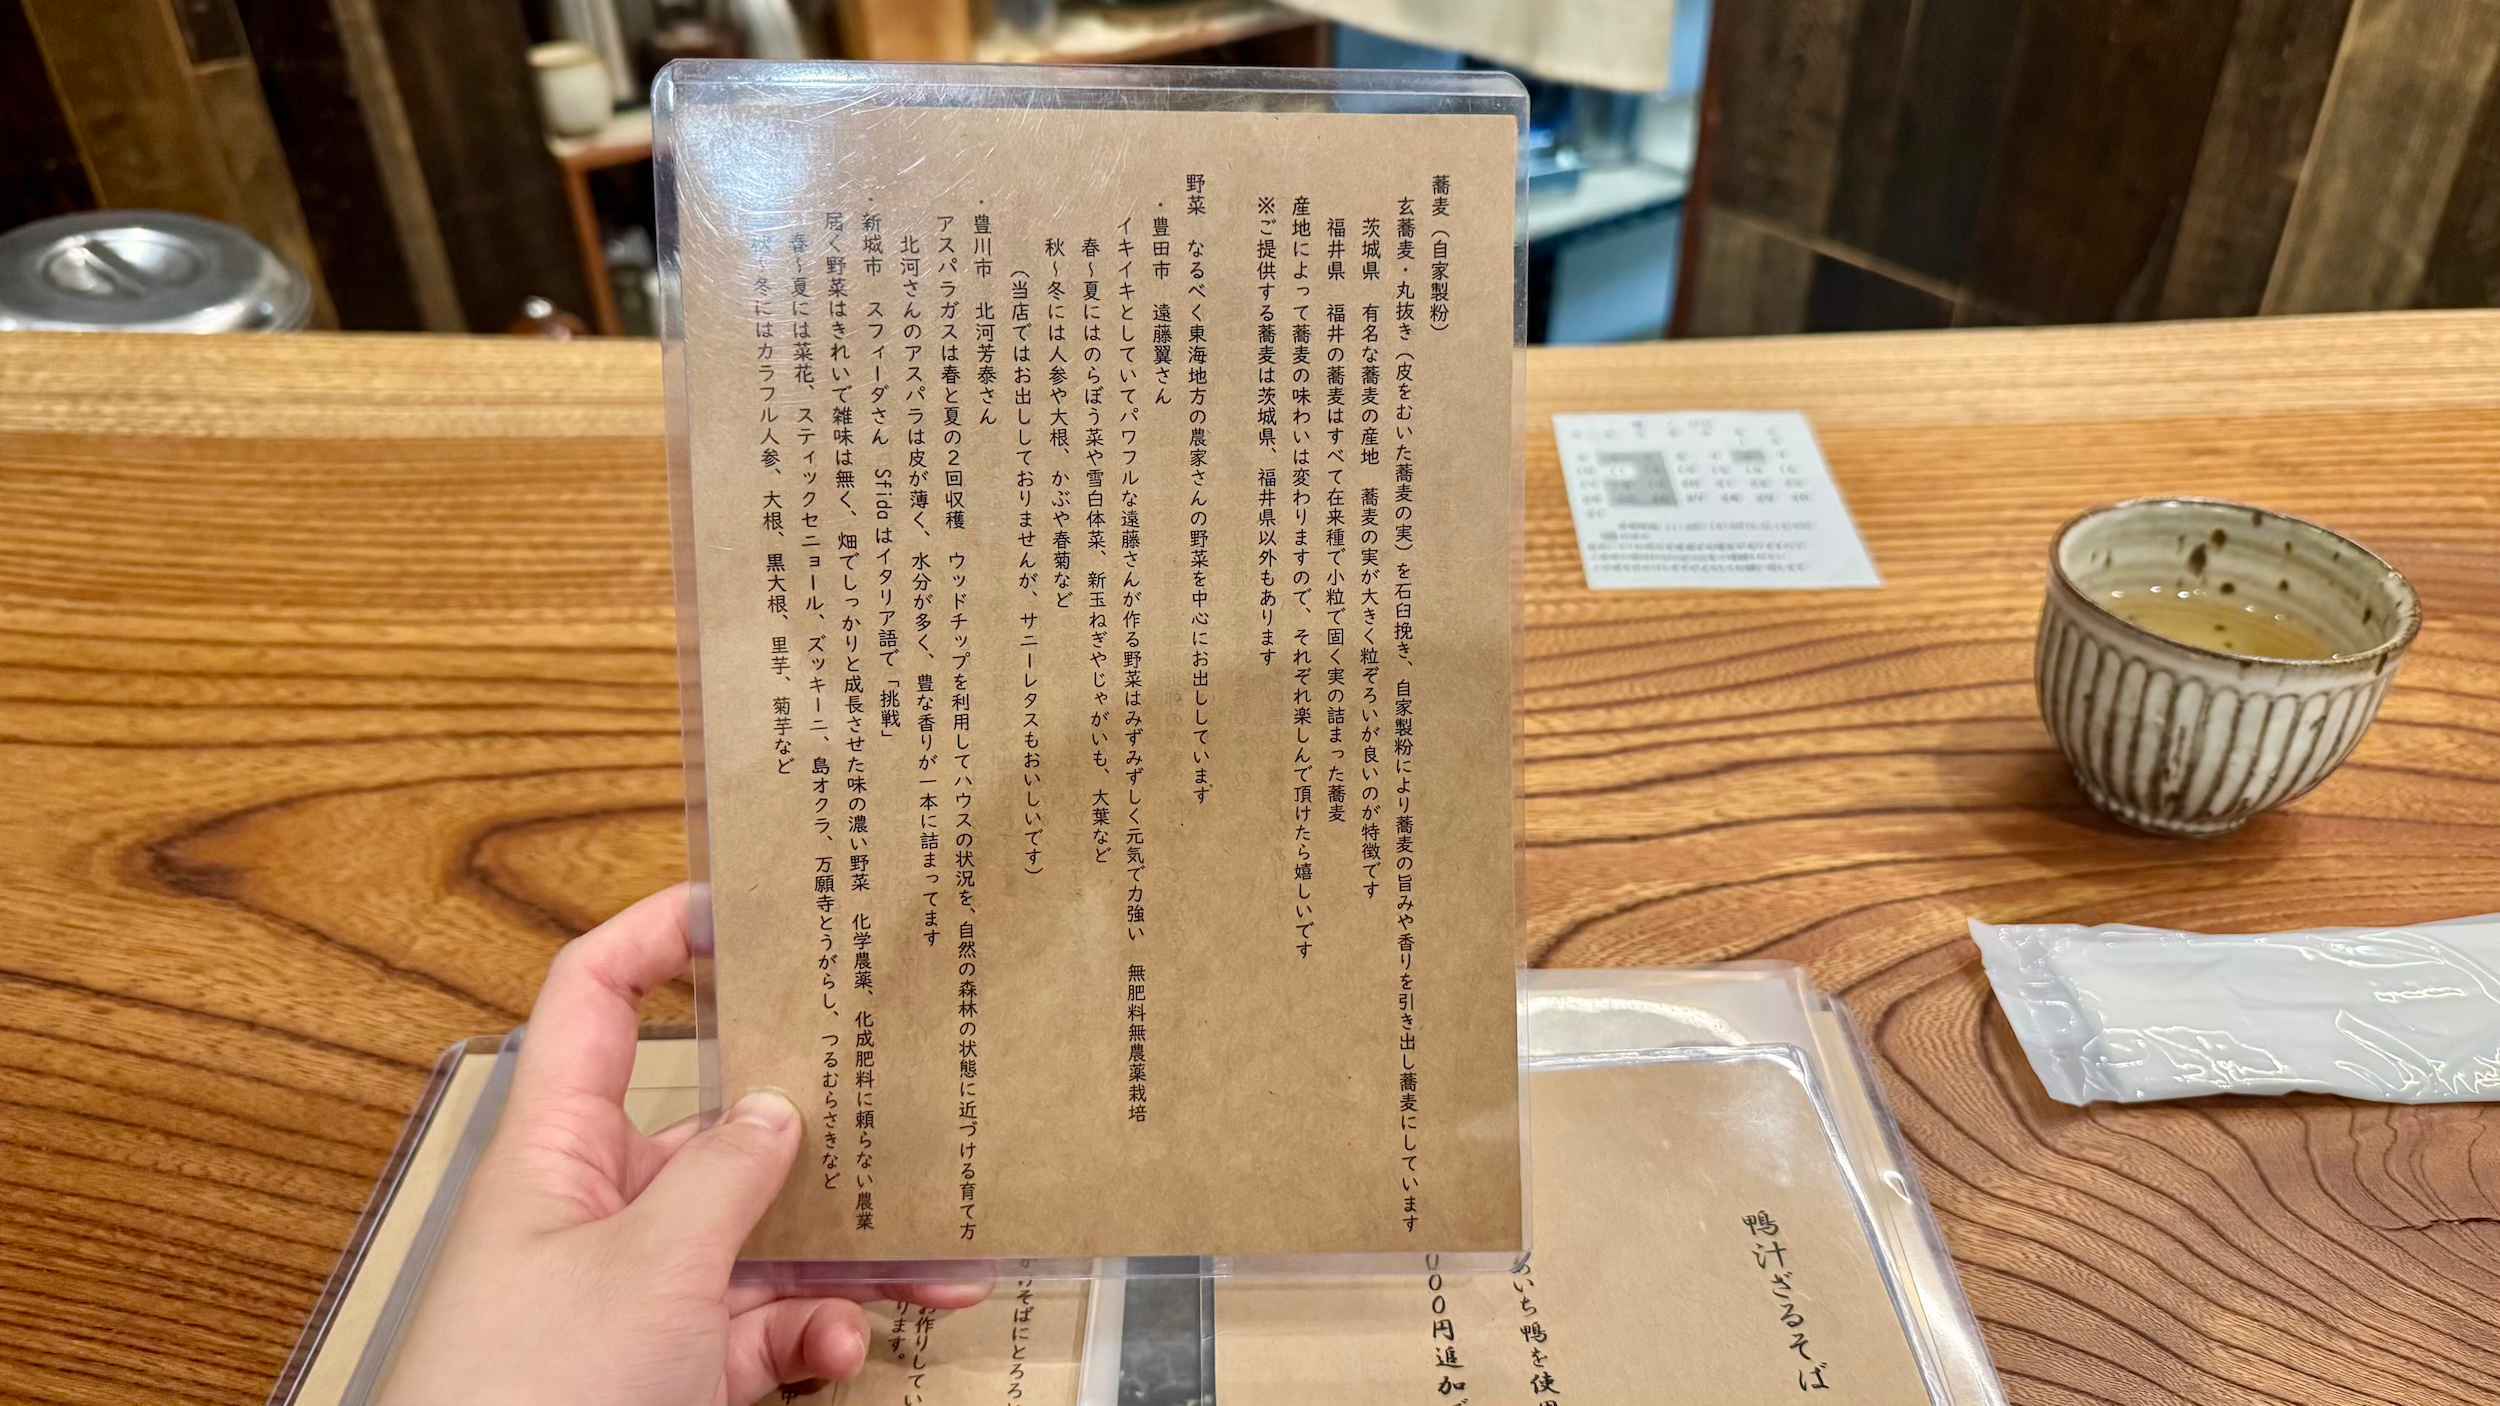 蕎麦（自家製粉）
玄蕎麦・丸抜き（皮をむいた蕎麦の実）を石臼挽き、自家製粉により蕎麦の旨みや香りを引き出し蕎麦にしています
茨城県　有名な蕎麦の産地　蕎麦の実が大きく粒ぞろいが良いのが特徴です
福井県　福井の蕎麦はすべて在来種で小粒で固く実の詰まった蕎麦
産地によって蕎麦の味わいは変わりますので、それぞれ楽しんで頂けたら嬉しいです
※ご提供する蕎麦は茨城県、福井県以外もあります
野菜　なるべく東海地方の農家さんの野菜を中心にお出ししています
・豊田市　遠藤翼さん
イキイキとしていてパワフルな遠藤さんが作る野菜はみずみずしく元気で力強い　無肥料無農薬栽培
春～夏にはのらぼう菜や雪白体菜、新玉ねぎやじゃがいも、大葉など
秋～冬には人参や大根、かぶや春菊など
（当店ではお出ししておりませんが、サニーレタスもおいしいです）
・豊川市　北河芳泰さん
アスパラガスは春と夏の２回収穫　ウッドチップを利用してハウスの状況を、自然の森林の状態に近づける育て方
北河さんのアスパラは皮が薄く、水分が多く、豊な香りが一本に詰まってます
・新城市　スフィーダさん　Sfidaはイタリア語で「挑戦」
届く野菜はきれいで雑味は無く、畑でしっかりと成長させた味の濃い野菜　化学農薬、化成肥料に頼らない農業
春～夏には菜花、スティックセニョール、ズッキーニ、島オクラ、万願寺とうがらし、つるむらさきなど
秋～冬にはカラフル人参、大根、黒大根、里芋、菊芋など
鴨汁ざるそば
あいち鴨を使
000円追加
そばにとろろ
お作りしてい
ります。